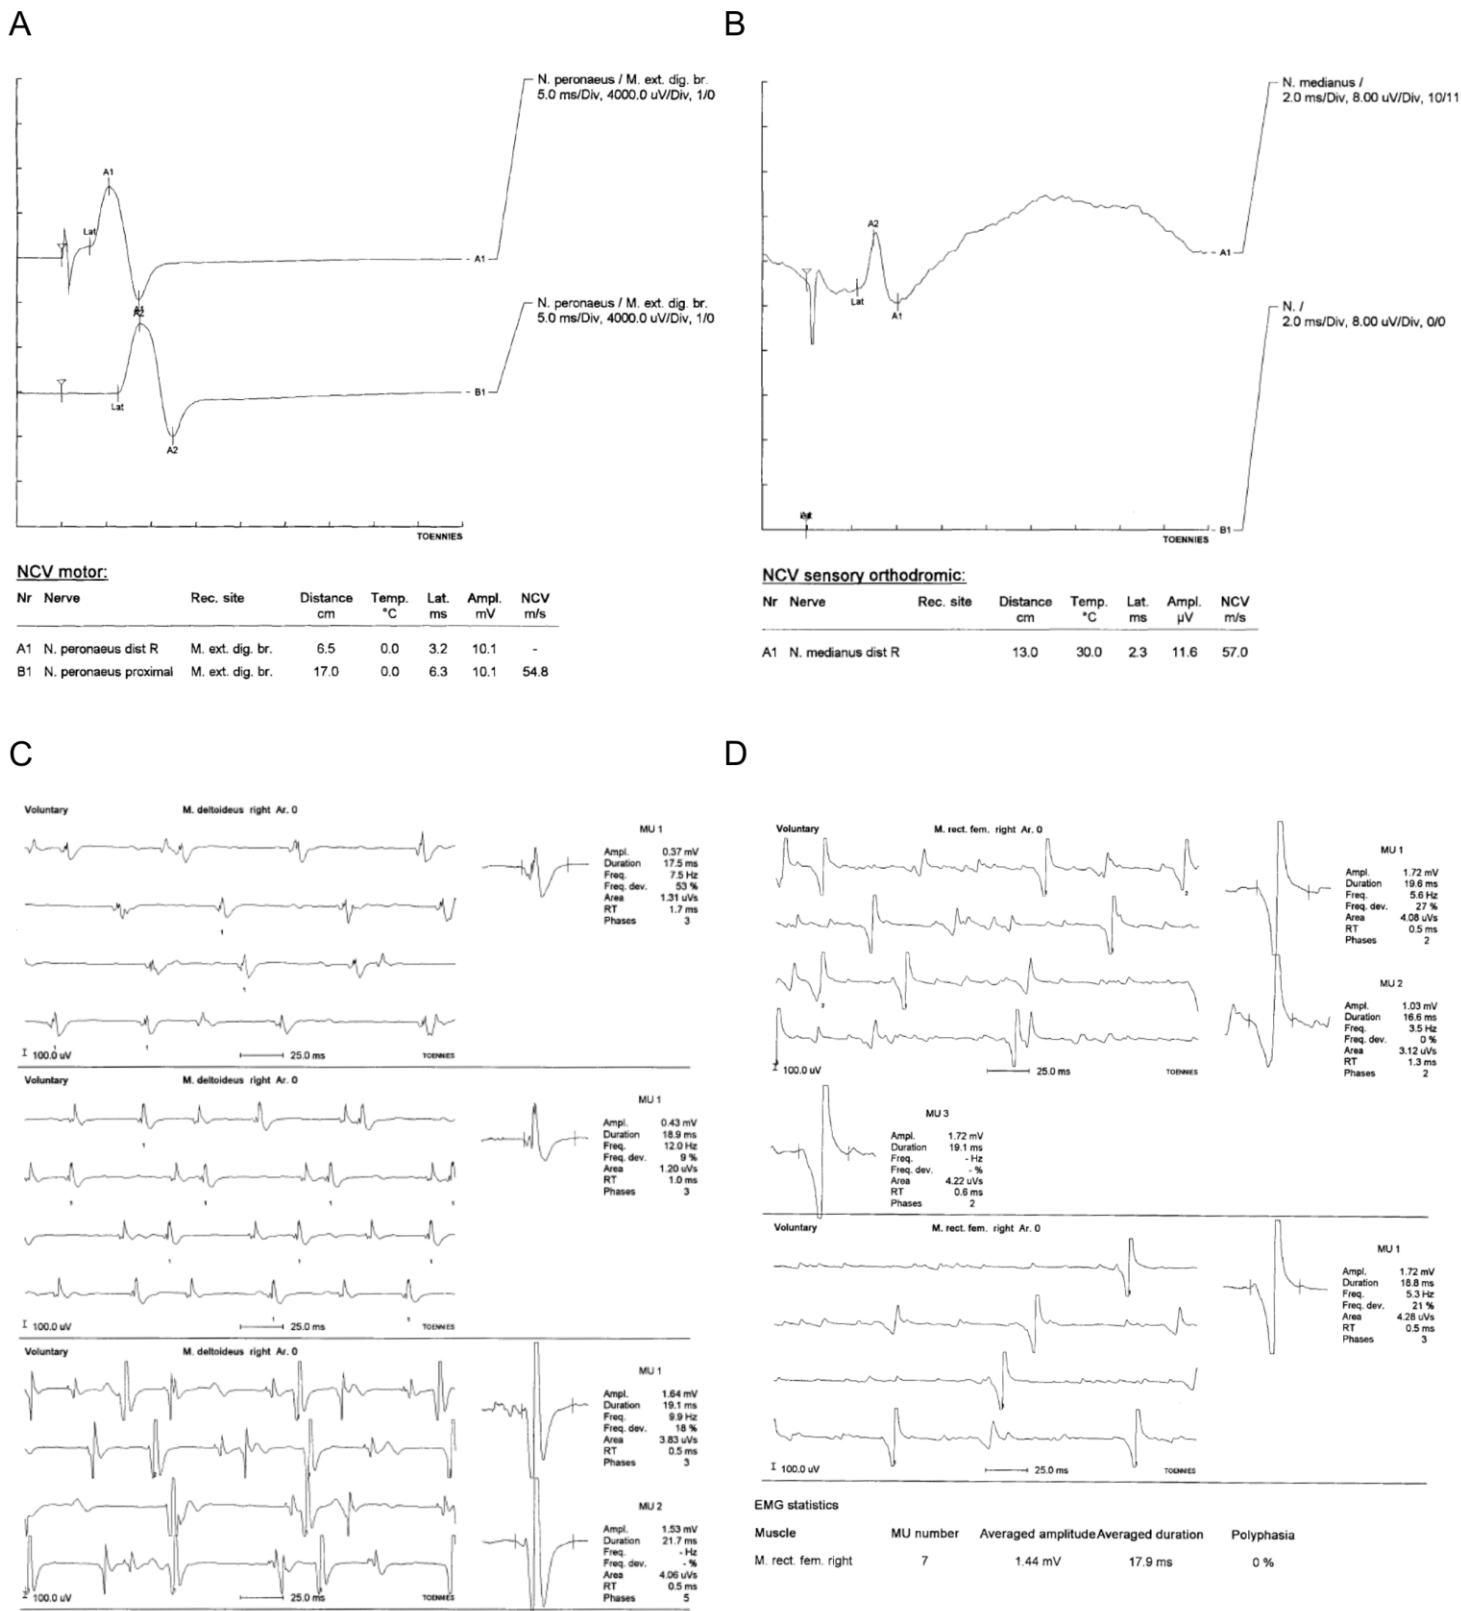 A
N. peronaeus / M. ext. dig. br.
5.0 ms/Div, 4000.0 uV/Div, 1/0
A1
Lat
A1
A2
N. peronaeus / M. ext. dig. br.
5.0 ms/Div, 4000.0 uV/Div, 1/0
Lat
B1
A2
TOENNIES
NCV motor:
Nr Nerve Rec. site Distance Temp. Lat. Ampl. NCV
cm °C ms mV m/s
A1 N. peronaeus dist R M. ext. dig. br. 6.5 0.0 3.2 10.1 -
B1 N. peronaeus proximal M. ext. dig. br. 17.0 0.0 6.3 10.1 54.8
B
N. medianus /
2.0 ms/Div, 8.00 uV/Div, 10/11
A2
A1
Lat
A1
N. /
2.0 ms/Div, 8.00 uV/Div, 0/0
B1
TOENNIES
NCV sensory orthodromic:
Nr Nerve Rec. site Distance Temp. Lat. Ampl. NCV
cm °C ms µV m/s
A1 N. medianus dist R 13.0 30.0 2.3 11.6 57.0
C
Voluntary M. deltoideus right Ar. 0
MU 1
Ampl. 0.37 mV
Duration 17.5 ms
Freq. 7.5 Hz
Freq. dev. 53 %
Area 1.31 uVs
RT 1.7 ms
Phases 3
1
1
1 1
100.0 uV 25.0 ms TOENNIES
Voluntary M. deltoideus right Ar. 0
MU 1
Ampl. 0.43 mV
Duration 18.9 ms
Freq. 12.0 Hz
Freq. dev. 9 %
Area 1.20 uVs
RT 1.0 ms
Phases 3
1
1 1 1 1
1 1 1
1 1
100.0 uV 25.0 ms TOENNIES
Voluntary M. deltoideus right Ar. 0
MU 1
Ampl. 1.64 mV
Duration 19.1 ms
Freq. 9.9 Hz
Freq. dev. 18 %
Area 3.83 uVs
RT 0.5 ms
Phases 3
MU 2
Ampl. 1.53 mV
Duration 21.7 ms
Freq. - Hz
Freq. dev. - %
Area 4.06 uVs
RT 0.5 ms
Phases 5
100.0 uV 25.0 ms TOENNIES
D
Voluntary M. rect. fem. right Ar. 0
MU 1
Ampl. 1.72 mV
Duration 19.6 ms
Freq. 5.6 Hz
Freq. dev. 27 %
Area 4.08 uVs
RT 0.5 ms
Phases 2
2
MU 2
Ampl. 1.03 mV
Duration 16.6 ms
Freq. 3.5 Hz
Freq. dev. 0 %
Area 3.12 uVs
RT 1.3 ms
Phases 2
2
100.0 uV 25.0 ms TOENNIES
MU 3
Ampl. 1.72 mV
Duration 19.1 ms
Freq. - Hz
Freq. dev. - %
Area 4.22 uVs
RT 0.6 ms
Phases 2
Voluntary M. rect. fem. right Ar. 0
MU 1
Ampl. 1.72 mV
Duration 18.8 ms
Freq. 5.3 Hz
Freq. dev. 21 %
Area 4.28 uVs
RT 0.5 ms
Phases 3
100.0 uV 25.0 ms TOENNIES
EMG statistics
Muscle MU number Averaged amplitude Averaged duration Polyphasia
M. rect. fem. right 7 1.44 mV 17.9 ms 0 %